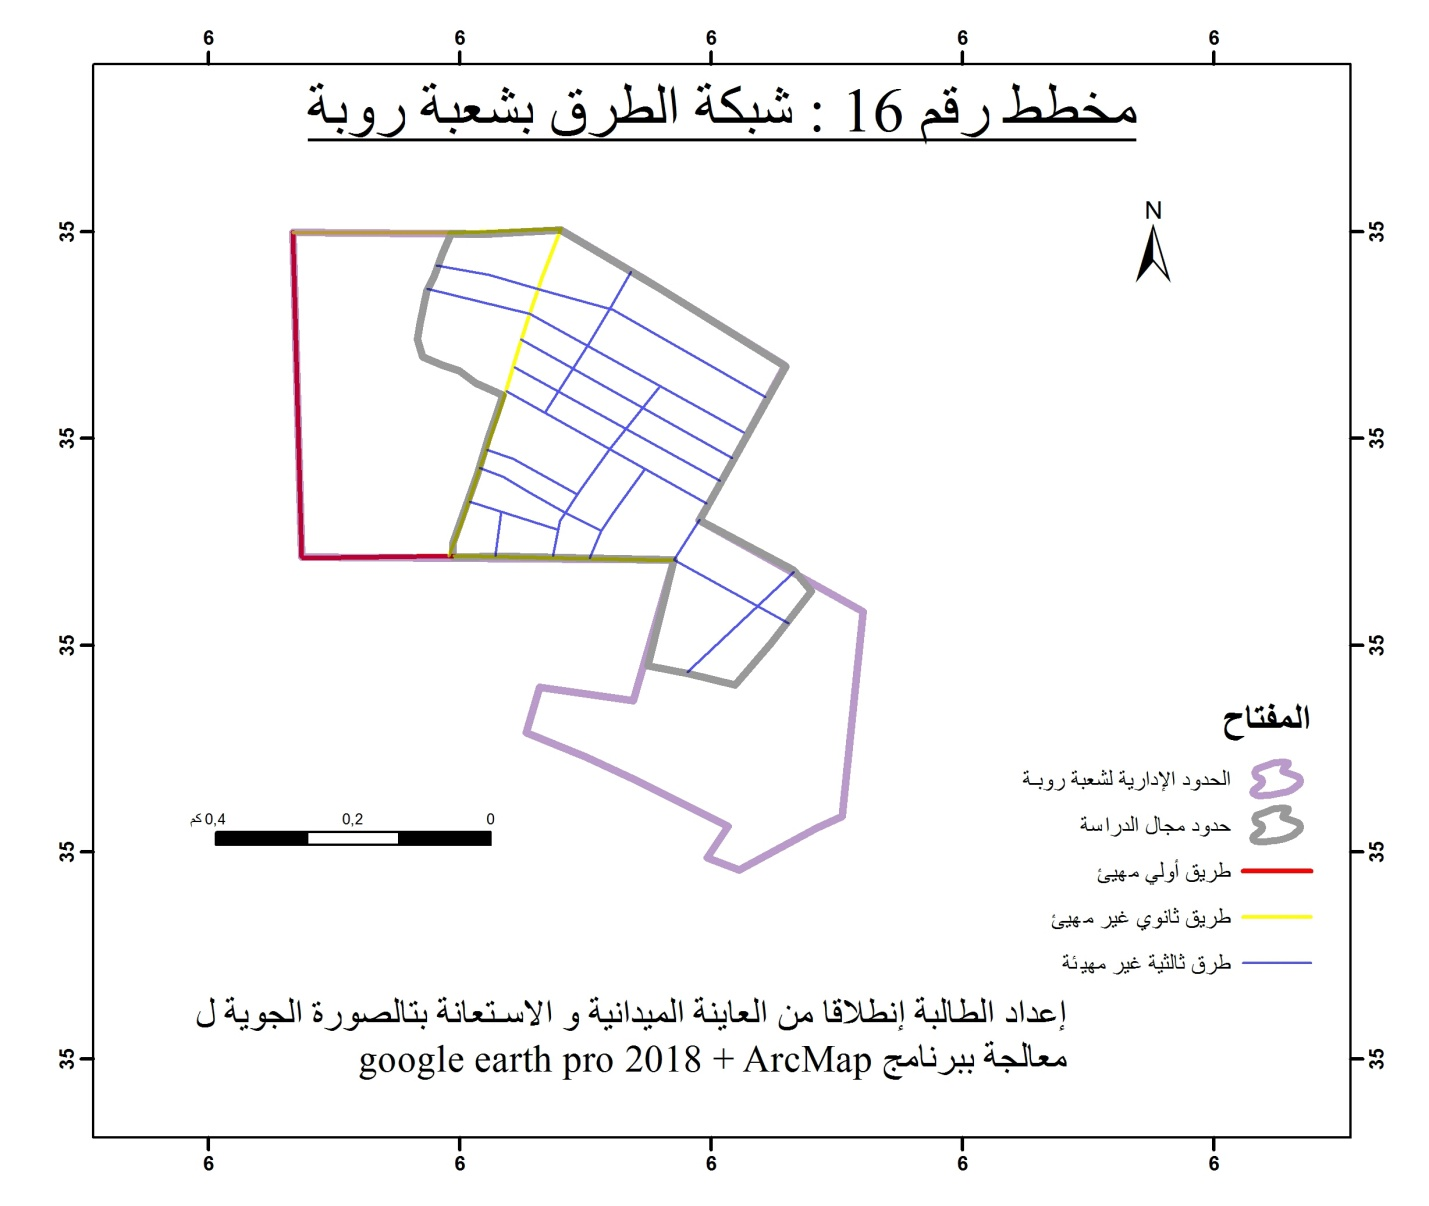 6 6 6 6 6
مخطط رقم 16 : شبكة الطرق بشعبة روبة
N
35 35
35 35
35 35
المفتاح
الحدود الإدارية لشعبة روبة
حدود مجال الدراسة
طريق أولي مهيئ
طريق ثانوي غير مهيئ
طرق ثالثية غير مهيئة
0 0,2 0,4 كم
35 35
إعداد الطالبة إنطلاقا من العاينة الميدانية و الاستعانة بتالصورة الجوية ل
معالجة ببرنامج google earth pro 2018 + ArcMap
35 35
6 6 6 6 6